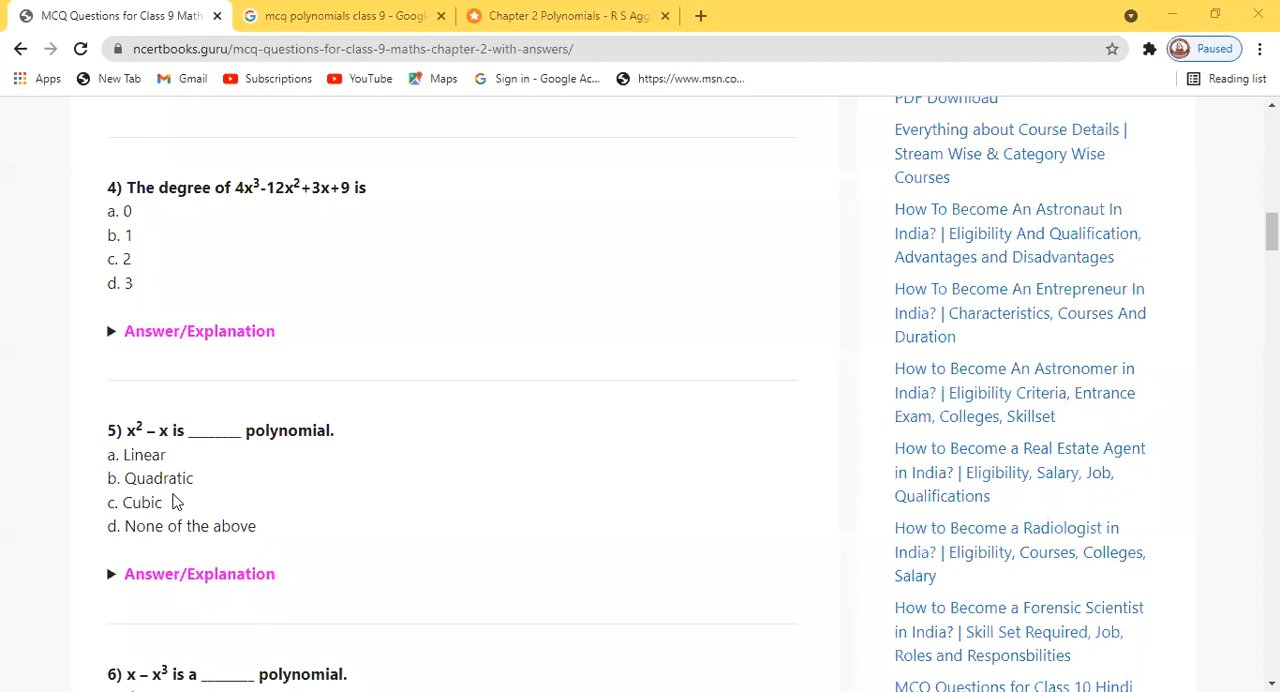 MCQ Questions for Class 9 Math
mcq polynomials class 9 - Googl
Chapter 2 Polynomials - R S Agg
ncertbooks.guru/mcq-questions-for-class-9-maths-chapter-2-with-answers/
Paused
Apps
New Tab
Gmail
Subscriptions
YouTube
Maps
Sign in - Google Ac...
https://www.msn.co...
Reading list
4) The degree of 4x³-12x²+3x+9 is
a. 0
b. 1
c. 2
d. 3
▶ Answer/Explanation
5) x² – x is _______ polynomial.
a. Linear
b. Quadratic
c. Cubic
d. None of the above
▶ Answer/Explanation
6) x – x³ is a _______ polynomial.
PDF Download
Everything about Course Details |
Stream Wise & Category Wise
Courses
How To Become An Astronaut In
India? | Eligibility And Qualification,
Advantages and Disadvantages
How To Become An Entrepreneur In
India? | Characteristics, Courses And
Duration
How to Become An Astronomer in
India? | Eligibility Criteria, Entrance
Exam, Colleges, Skillset
How to Become a Real Estate Agent
in India? | Eligibility, Salary, Job,
Qualifications
How to Become a Radiologist in
India? | Eligibility, Courses, Colleges,
Salary
How to Become a Forensic Scientist
in India? | Skill Set Required, Job,
Roles and Responsbilities
MCQ Questions for Class 10 Hindi